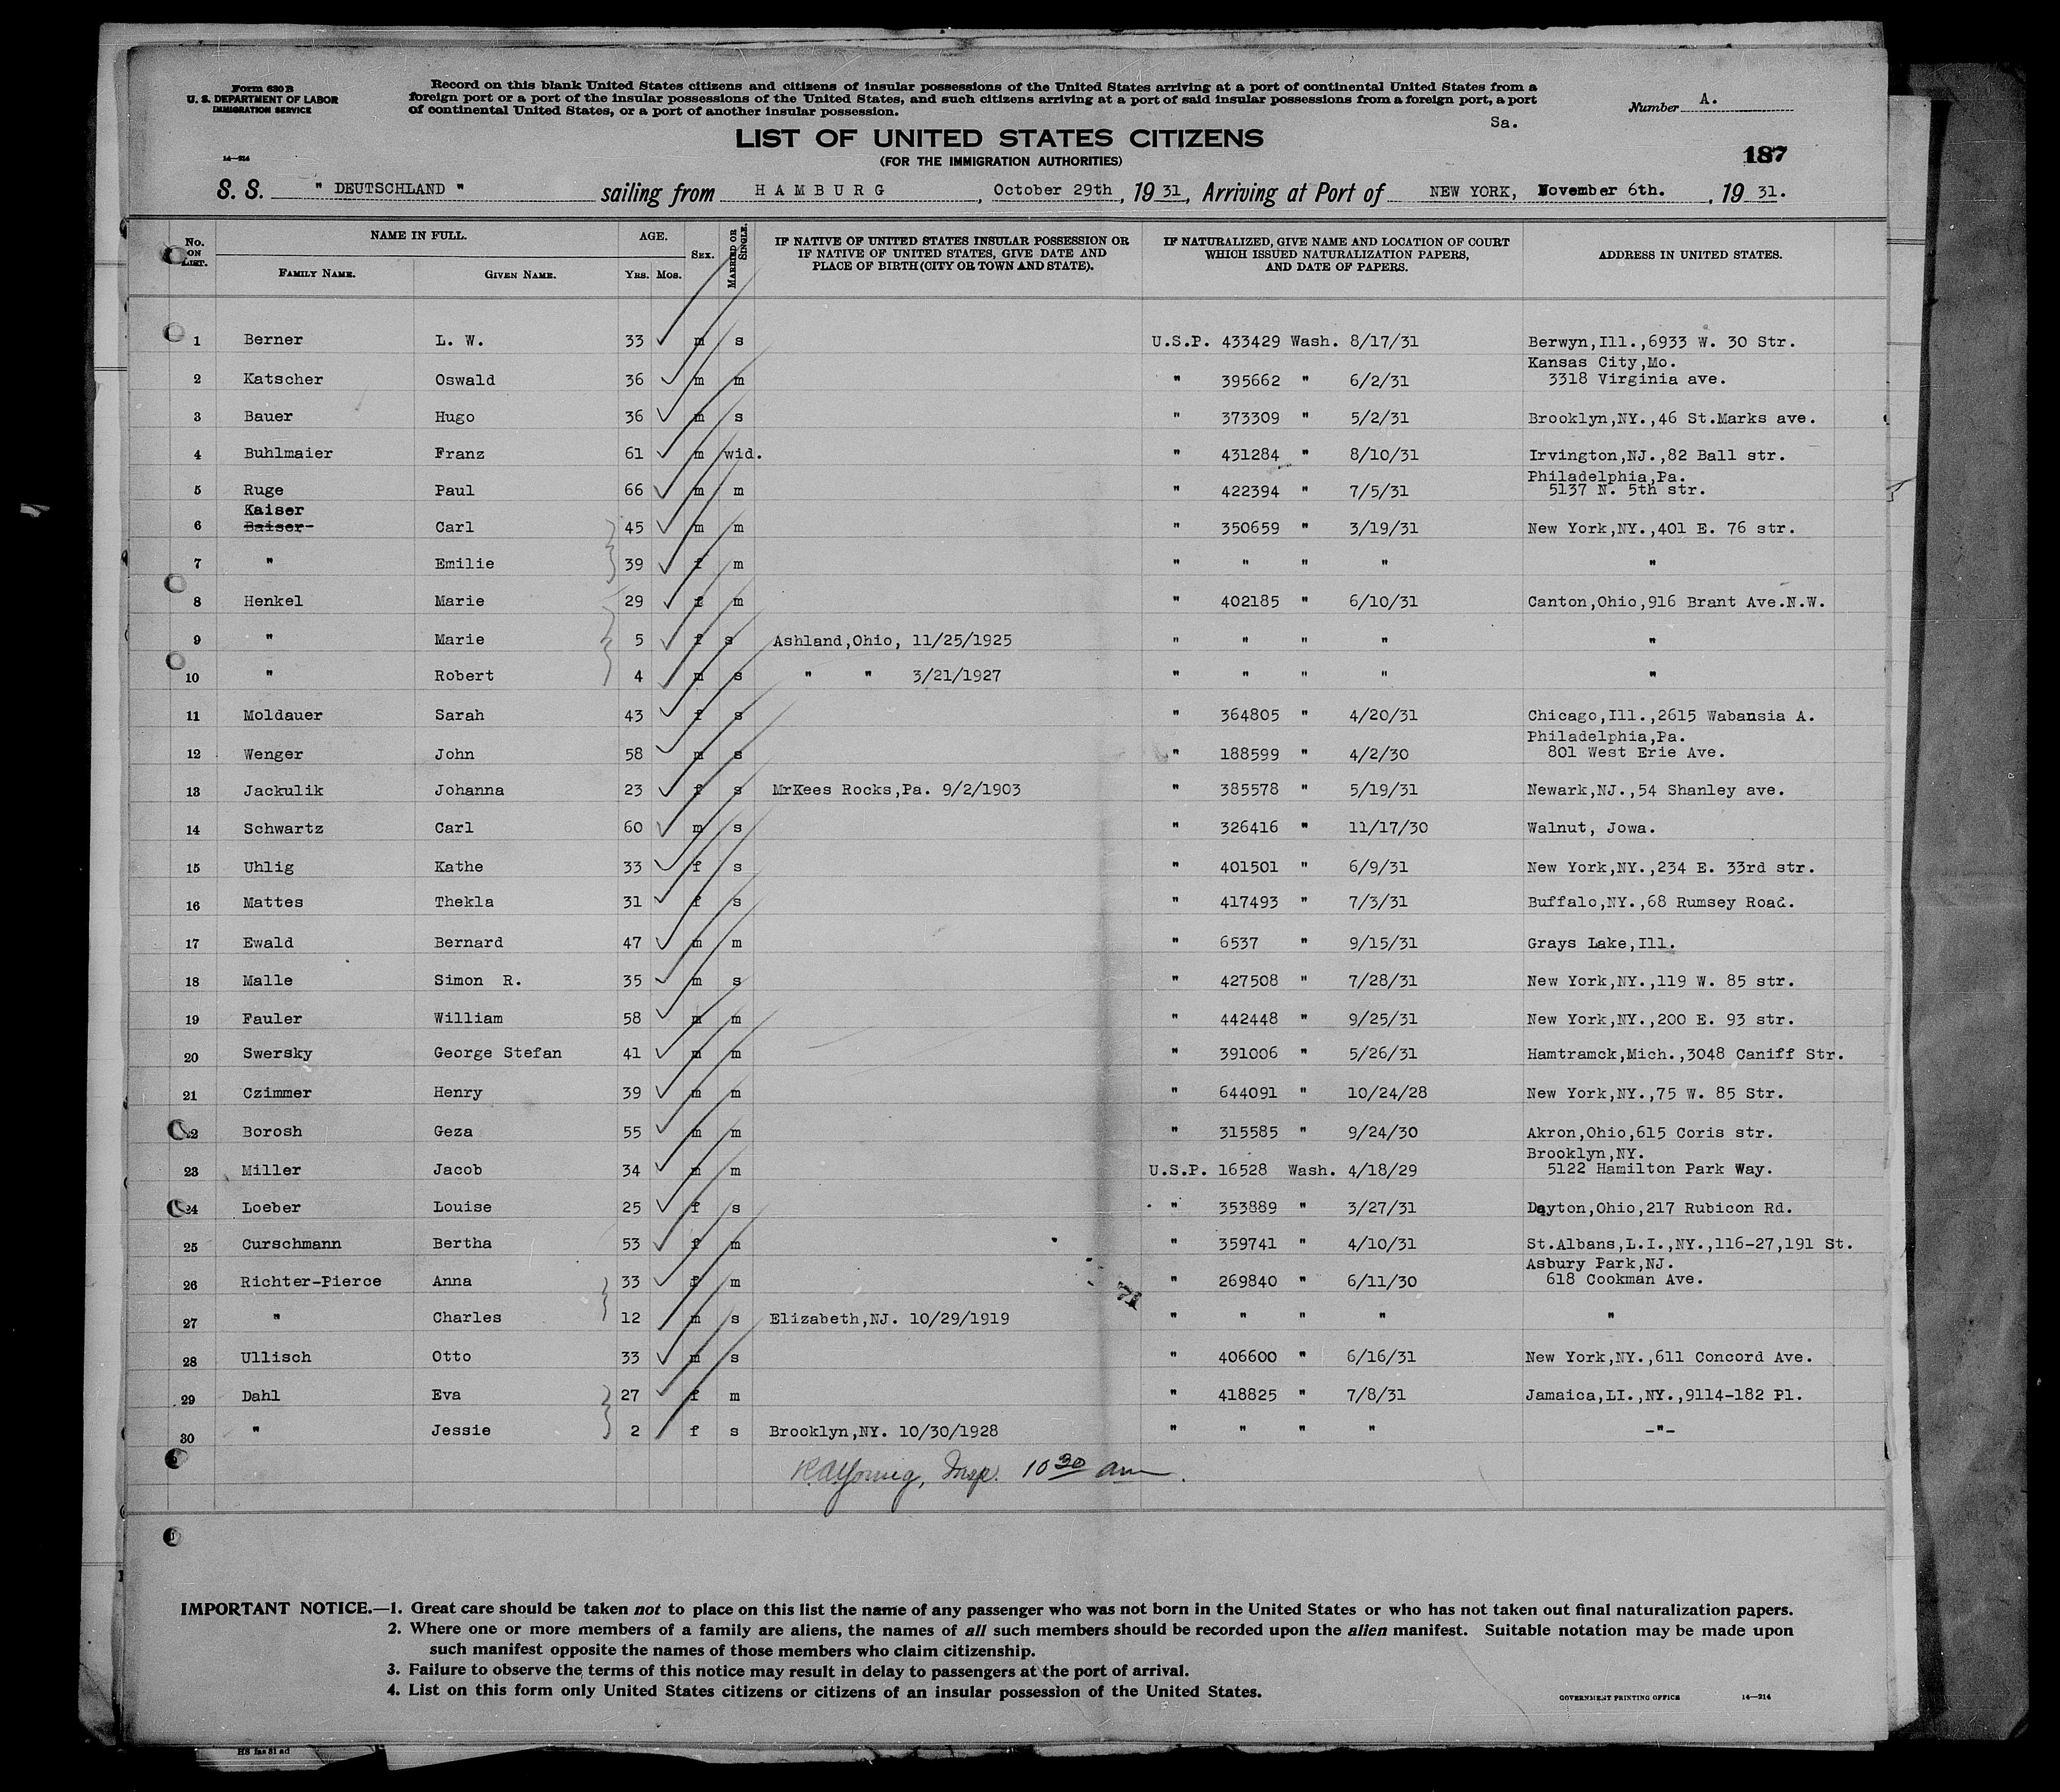 Form 630 B
U. S. DEPARTMENT OF LABOR
IMMIGRATION SERVICE
14—214
Record on this blank United States citizens and citizens of insular possessions of the United States arriving at a port of continental United States from a
foreign port or a port of the insular possessions of the United States, and such citizens arriving at a port of said insular possessions from a foreign port, a port
of continental United States, or a port of another insular possession.
Number A.
Sa.
LIST OF UNITED STATES CITIZENS
(FOR THE IMMIGRATION AUTHORITIES)
187
S. S. " DEUTSCHLAND " sailing from HAMBURG, October 29th, 1931, Arriving at Port of NEW YORK, November 6th., 1931.
No. ON LIST. NAME IN FULL. AGE. SEX. MARRIED OR SINGLE. IF NATIVE OF UNITED STATES INSULAR POSSESSION OR IF NATIVE OF UNITED STATES, GIVE DATE AND PLACE OF BIRTH (CITY OR TOWN AND STATE). IF NATURALIZED, GIVE NAME AND LOCATION OF COURT WHICH ISSUED NATURALIZATION PAPERS, AND DATE OF PAPERS. ADDRESS IN UNITED STATES.
FAMILY NAME. GIVEN NAME. YRS. MOS.
1 Berner L. W. 33 m s U.S.P. 433429 Wash. 8/17/31 Berwyn,Ill.,6933 W. 30 Str.
Kansas City,Mo.
2 Katscher Oswald 36 m m " 395662 " 6/2/31 3318 Virginia ave.
3 Bauer Hugo 36 m s " 373309 " 5/2/31 Brooklyn,NY.,46 St.Marks ave.
4 Buhlmaier Franz 61 m wid. " 431284 " 8/10/31 Irvington,NJ.,82 Ball str.
Philadelphia,Pa.
5 Ruge Paul 66 m m " 422394 " 7/5/31 5137 N. 5th str.
Kaiser
6 Baiser- Carl 45 m m " 350659 " 3/19/31 New York,NY.,401 E. 76 str.
7 " Emilie 39 f m " " " " "
8 Henkel Marie 29 f m " 402185 " 6/10/31 Canton,Ohio,916 Brant Ave.N.W.
9 " Marie 5 f s Ashland,Ohio, 11/25/1925 " " " " "
10 " Robert 4 m s " " 3/21/1927 " " " " "
11 Moldauer Sarah 43 f s " 364805 " 4/20/31 Chicago,Ill.,2615 Wabansia A.
Philadelphia,Pa.
12 Wenger John 58 m s " 188599 " 4/2/30 801 West Erie Ave.
13 Jackulik Johanna 23 f s MrKees Rocks,Pa. 9/2/1903 " 385578 " 5/19/31 Newark,NJ.,54 Shanley ave.
14 Schwartz Carl 60 m s " 326416 " 11/17/30 Walnut, Jowa.
15 Uhlig Kathe 33 f s " 401501 " 6/9/31 New York,NY.,234 E. 33rd str.
16 Mattes Thekla 31 f s " 417493 " 7/3/31 Buffalo,NY.,68 Rumsey Road.
17 Ewald Bernard 47 m m " 6537 " 9/15/31 Grays Lake,Ill.
18 Malle Simon R. 35 m s " 427508 " 7/28/31 New York,NY.,119 W. 85 str.
19 Fauler William 58 m m " 442448 " 9/25/31 New York,NY.,200 E. 93 str.
20 Swersky George Stefan 41 m m " 391006 " 5/26/31 Hamtramck,Mich.,3048 Caniff Str.
21 Czimmer Henry 39 m m " 644091 " 10/24/28 New York,NY.,75 W. 85 Str.
22 Borosh Geza 55 m m " 315585 " 9/24/30 Akron,Ohio,615 Coris str.
Brooklyn,NY.
23 Miller Jacob 34 m m U.S.P. 16528 Wash. 4/18/29 5122 Hamilton Park Way.
24 Loeber Louise 25 f s " 353889 " 3/27/31 Dayton,Ohio,217 Rubicon Rd.
25 Curschmann Bertha 53 f m " 359741 " 4/10/31 St.Albans,L.I.,NY.,116-27,191 St.
Asbury Park,NJ.
26 Richter-Pierce Anna 33 f m " 269840 " 6/11/30 618 Cookman Ave.
27 " Charles 12 m s Elizabeth,NJ. 10/29/1919 " " " " "
28 Ullisch Otto 33 m s " 406600 " 6/16/31 New York,NY.,611 Concord Ave.
29 Dahl Eva 27 f m " 418825 " 7/8/31 Jamaica,LI.,NY.,9114-182 Pl.
30 " Jessie 2 f s Brooklyn,NY. 10/30/1928 " " " " -"-
R A Young, Insp. 10 30 am.
IMPORTANT NOTICE.—1. Great care should be taken not to place on this list the name of any passenger who was not born in the United States or who has not taken out final naturalization papers.
2. Where one or more members of a family are aliens, the names of all such members should be recorded upon the alien manifest. Suitable notation may be made upon
such manifest opposite the names of those members who claim citizenship.
3. Failure to observe the terms of this notice may result in delay to passengers at the port of arrival.
4. List on this form only United States citizens or citizens of an insular possession of the United States.
GOVERNMENT PRINTING OFFICE 14—214